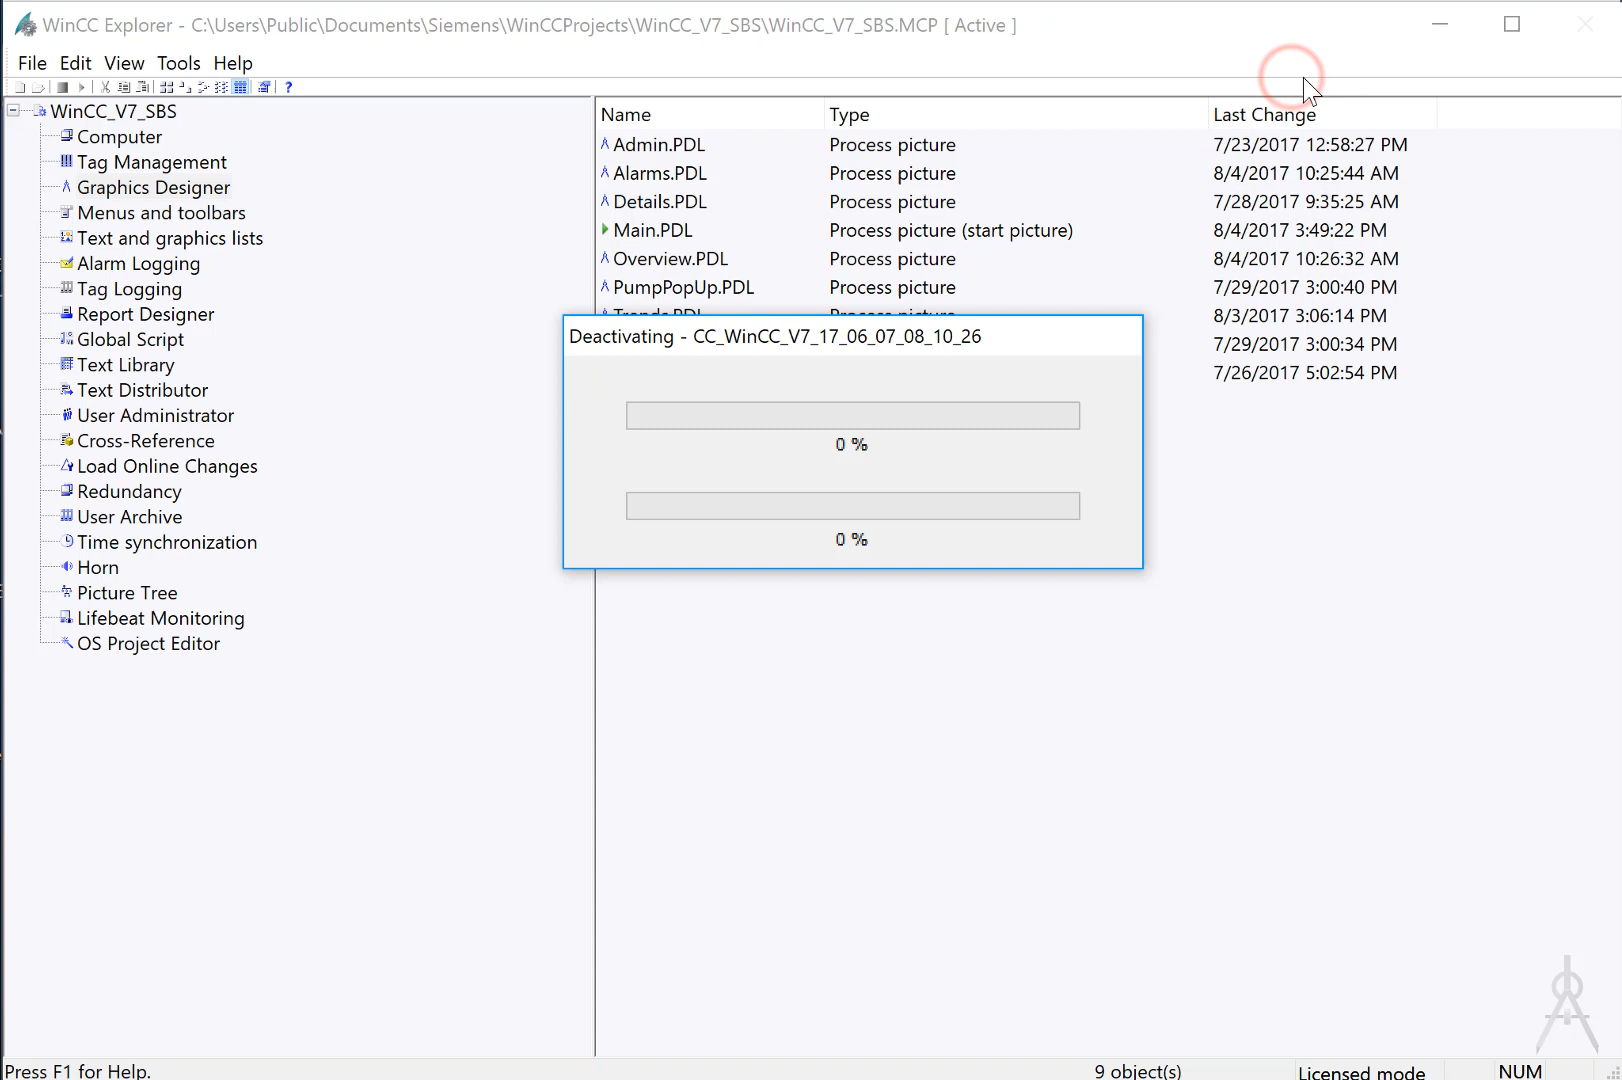 WinCC Explorer - C:\Users\Public\Documents\Siemens\WinCCProjects\WinCC_V7_SBS\WinCC_V7_SBS.MCP [ Active ]
File Edit View Tools Help
WinCC_V7_SBS
Computer
Tag Management
Graphics Designer
Menus and toolbars
Text and graphics lists
Alarm Logging
Tag Logging
Report Designer
Global Script
Text Library
Text Distributor
User Administrator
Cross-Reference
Load Online Changes
Redundancy
User Archive
Time synchronization
Horn
Picture Tree
Lifebeat Monitoring
OS Project Editor
Name Type Last Change
Admin.PDL Process picture 7/23/2017 12:58:27 PM
Alarms.PDL Process picture 8/4/2017 10:25:44 AM
Details.PDL Process picture 7/28/2017 9:35:25 AM
Main.PDL Process picture (start picture) 8/4/2017 3:49:22 PM
Overview.PDL Process picture 8/4/2017 10:26:32 AM
PumpPopUp.PDL Process picture 7/29/2017 3:00:40 PM
8/3/2017 3:06:14 PM
7/29/2017 3:00:34 PM
7/26/2017 5:02:54 PM
Deactivating - CC_WinCC_V7_17_06_07_08_10_26
0 %
0 %
Press F1 for Help. 9 object(s) Licensed mode NUM